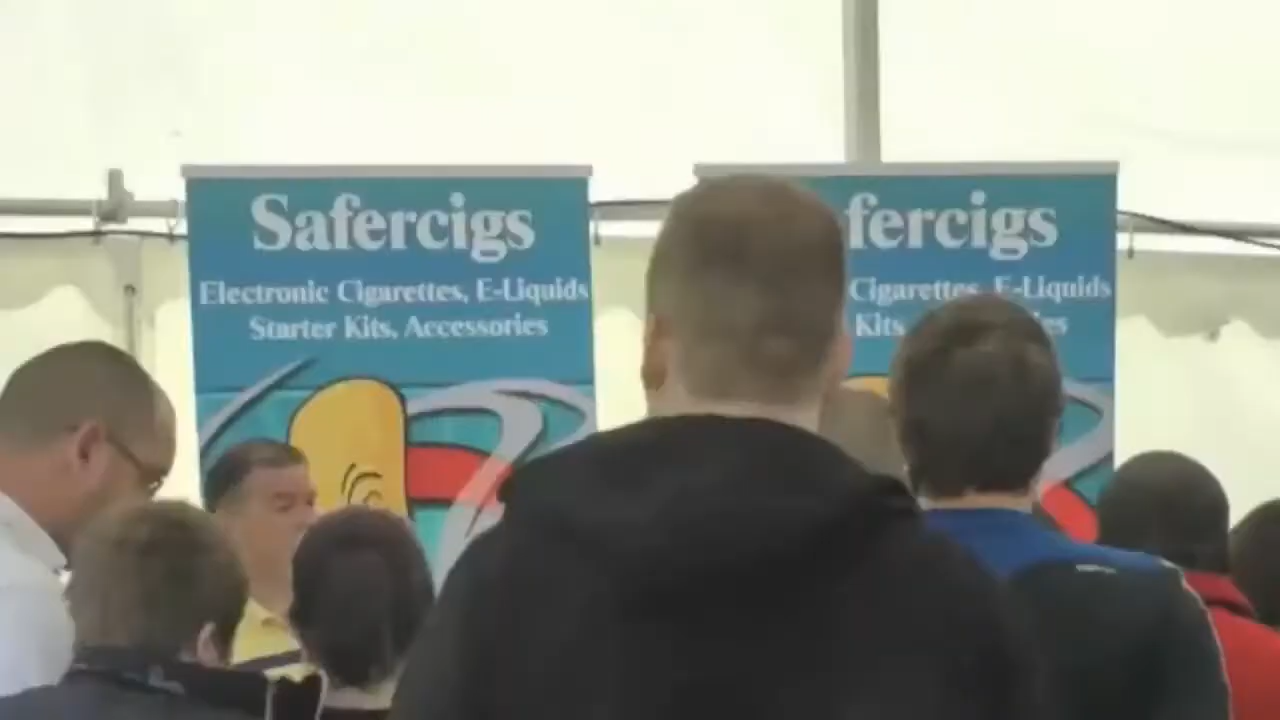 Safercigs
Electronic Cigarettes, E-Liquids
Starter Kits, Accessories
fercigs
Cigarettes, E-Liquids
Kits